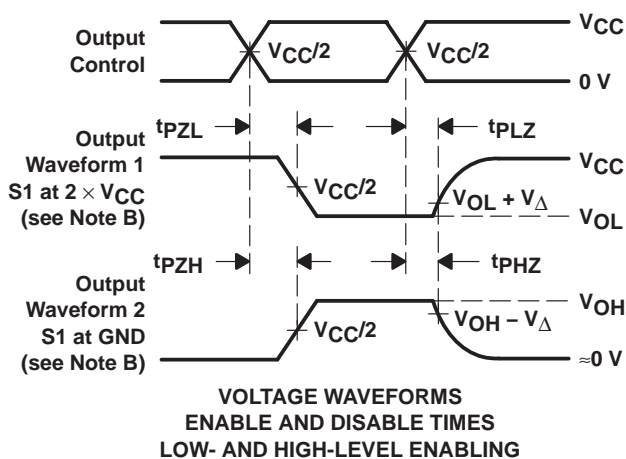 Output
Control
VCC/2
VCC/2
VCC
0 V
tPZL
tPLZ
Output
Waveform 1
S1 at 2 × VCC
(see Note B)
VCC/2
VCC
VOL + VΔ
VOL
tPZH
tPHZ
Output
Waveform 2
S1 at GND
(see Note B)
VCC/2
VOH
VOH − VΔ
≈0 V
VOLTAGE WAVEFORMS
ENABLE AND DISABLE TIMES
LOW- AND HIGH-LEVEL ENABLING